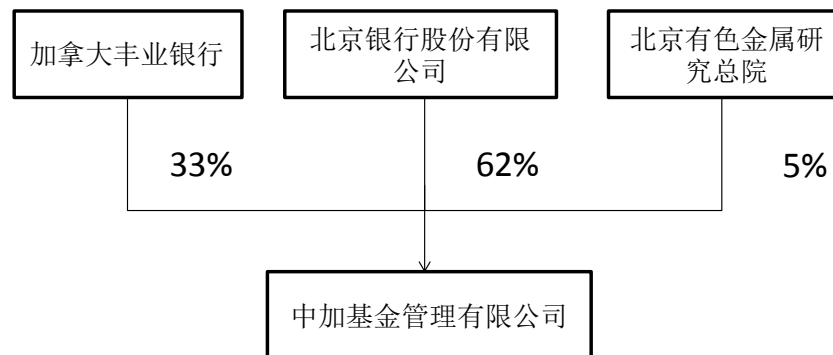 加拿大丰业银行
北京银行股份有限
公司
北京有色金属研
究总院
33%
62%
5%
中加基金管理有限公司